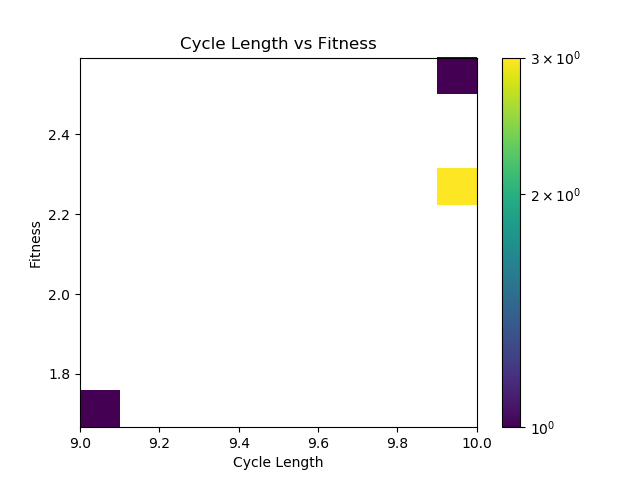 Cycle Length vs Fitness
Fitness
2.4
2.2
2.0
1.8
9.0 9.2 9.4 9.6 9.8 10.0
Cycle Length
3 × 10⁰
2 × 10⁰
10⁰